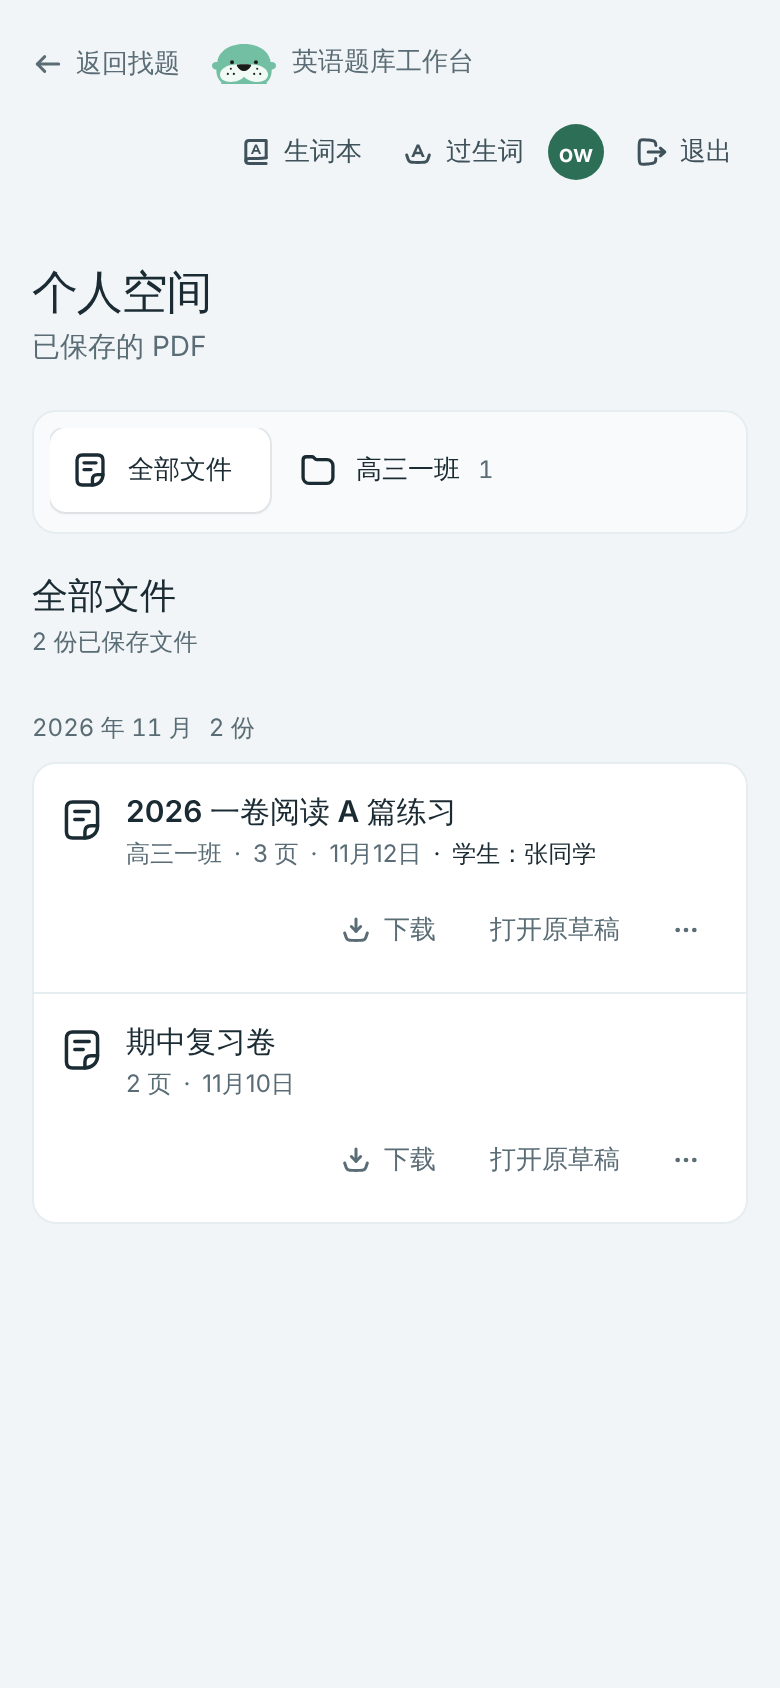 返回找题
英语题库工作台
生词本
过生词
ow
退出
个人空间
已保存的 PDF
全部文件
高三一班 1
全部文件
2 份已保存文件
2026 年 11 月 2 份
2026 一卷阅读 A 篇练习
高三一班 · 3 页 · 11月12日 · 学生：张同学
下载
打开原草稿
期中复习卷
2 页 · 11月10日
下载
打开原草稿